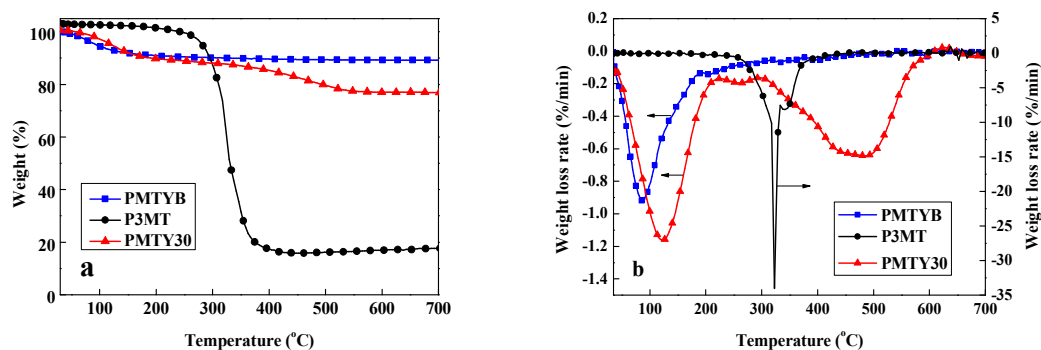 100
80
60
40
20
0
Weight (%)
PMTYB
P3MT
PMTY30
a
100 200 300 400 500 600 700
Temperature (°C)
0.2
0.0
-0.2
-0.4
-0.6
-0.8
-1.0
-1.2
-1.4
Weight loss rate (%/min)
PMTYB
P3MT
PMTY30
b
100 200 300 400 500 600 700
Temperature (°C)
5
0
-5
-10
-15
-20
-25
-30
-35
Weight loss rate (%/min)